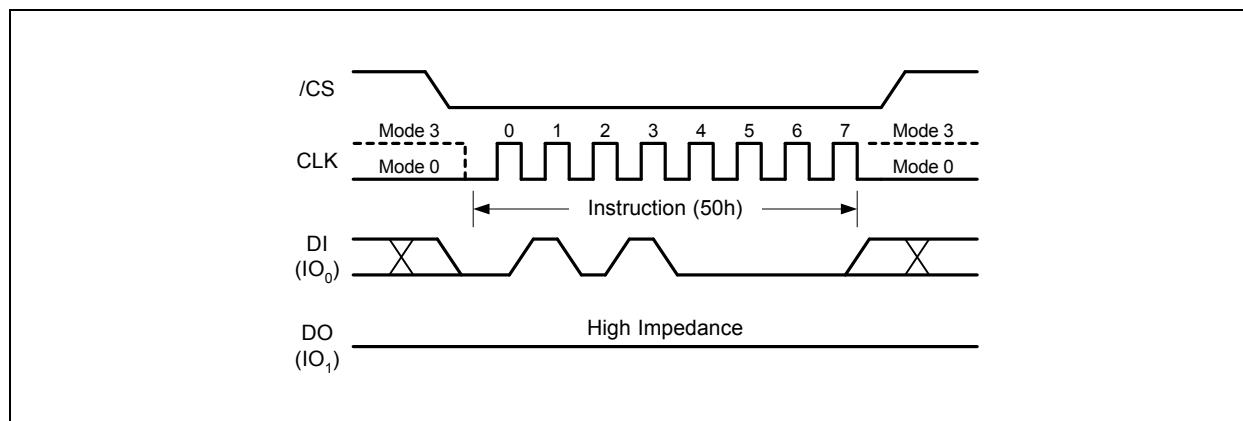 /CS
Mode 3 0 1 2 3 4 5 6 7 Mode 3
CLK
Mode 0 Mode 0
Instruction (50h)
DI
(IO0)
High Impedance
DO
(IO1)